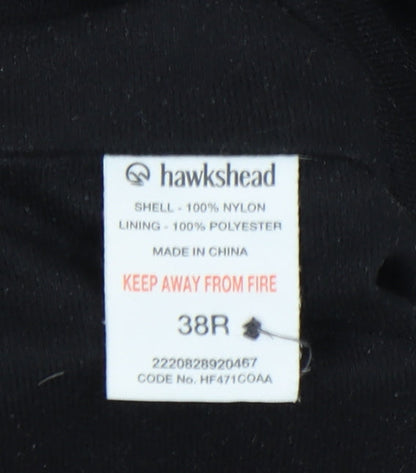 hawkshead
SHELL - 100% NYLON
LINING - 100% POLYESTER
MADE IN CHINA
KEEP AWAY FROM FIRE
38R
2220828920467
CODE No. HF471COAA